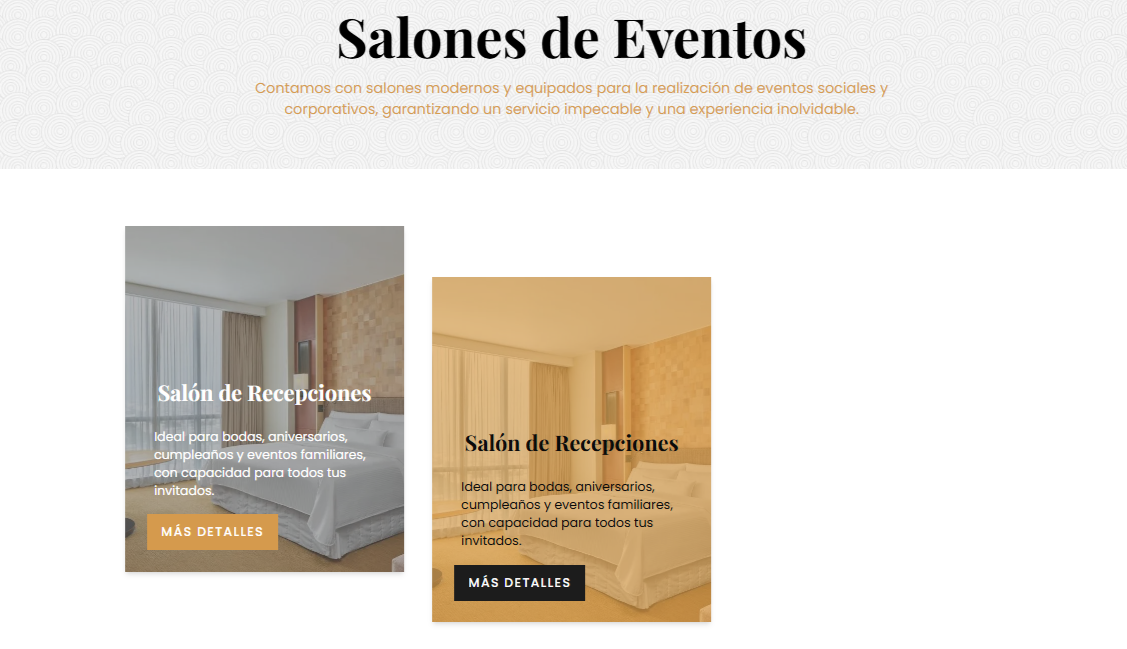 Salones de Eventos
Contamos con salones modernos y equipados para la realización de eventos sociales y
corporativos, garantizando un servicio impecable y una experiencia inolvidable.
Salón de Recepciones
Ideal para bodas, aniversarios,
cumpleaños y eventos familiares,
con capacidad para todos tus
invitados.
MÁS DETALLES
Salón de Recepciones
Ideal para bodas, aniversarios,
cumpleaños y eventos familiares,
con capacidad para todos tus
invitados.
MÁS DETALLES